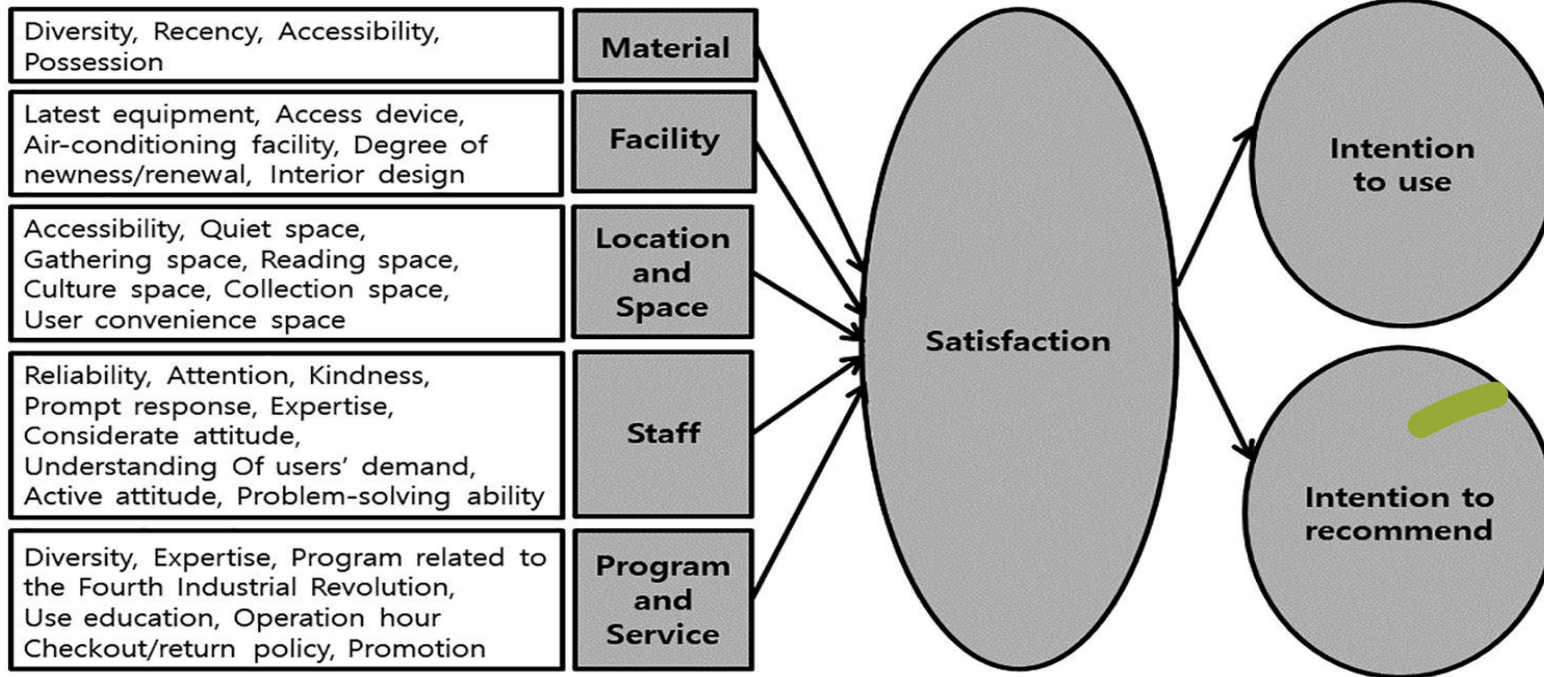 Diversity, Recency, Accessibility,
Possession
Material
Latest equipment, Access device,
Air-conditioning facility, Degree of
newness/renewal, Interior design
Facility
Accessibility, Quiet space,
Gathering space, Reading space,
Culture space, Collection space,
User convenience space
Location
and
Space
Reliability, Attention, Kindness,
Prompt response, Expertise,
Considerate attitude,
Understanding Of users' demand,
Active attitude, Problem-solving ability
Staff
Diversity, Expertise, Program related to
the Fourth Industrial Revolution,
Use education, Operation hour
Checkout/return policy, Promotion
Program
and
Service
Satisfaction
Intention
to use
Intention to
recommend